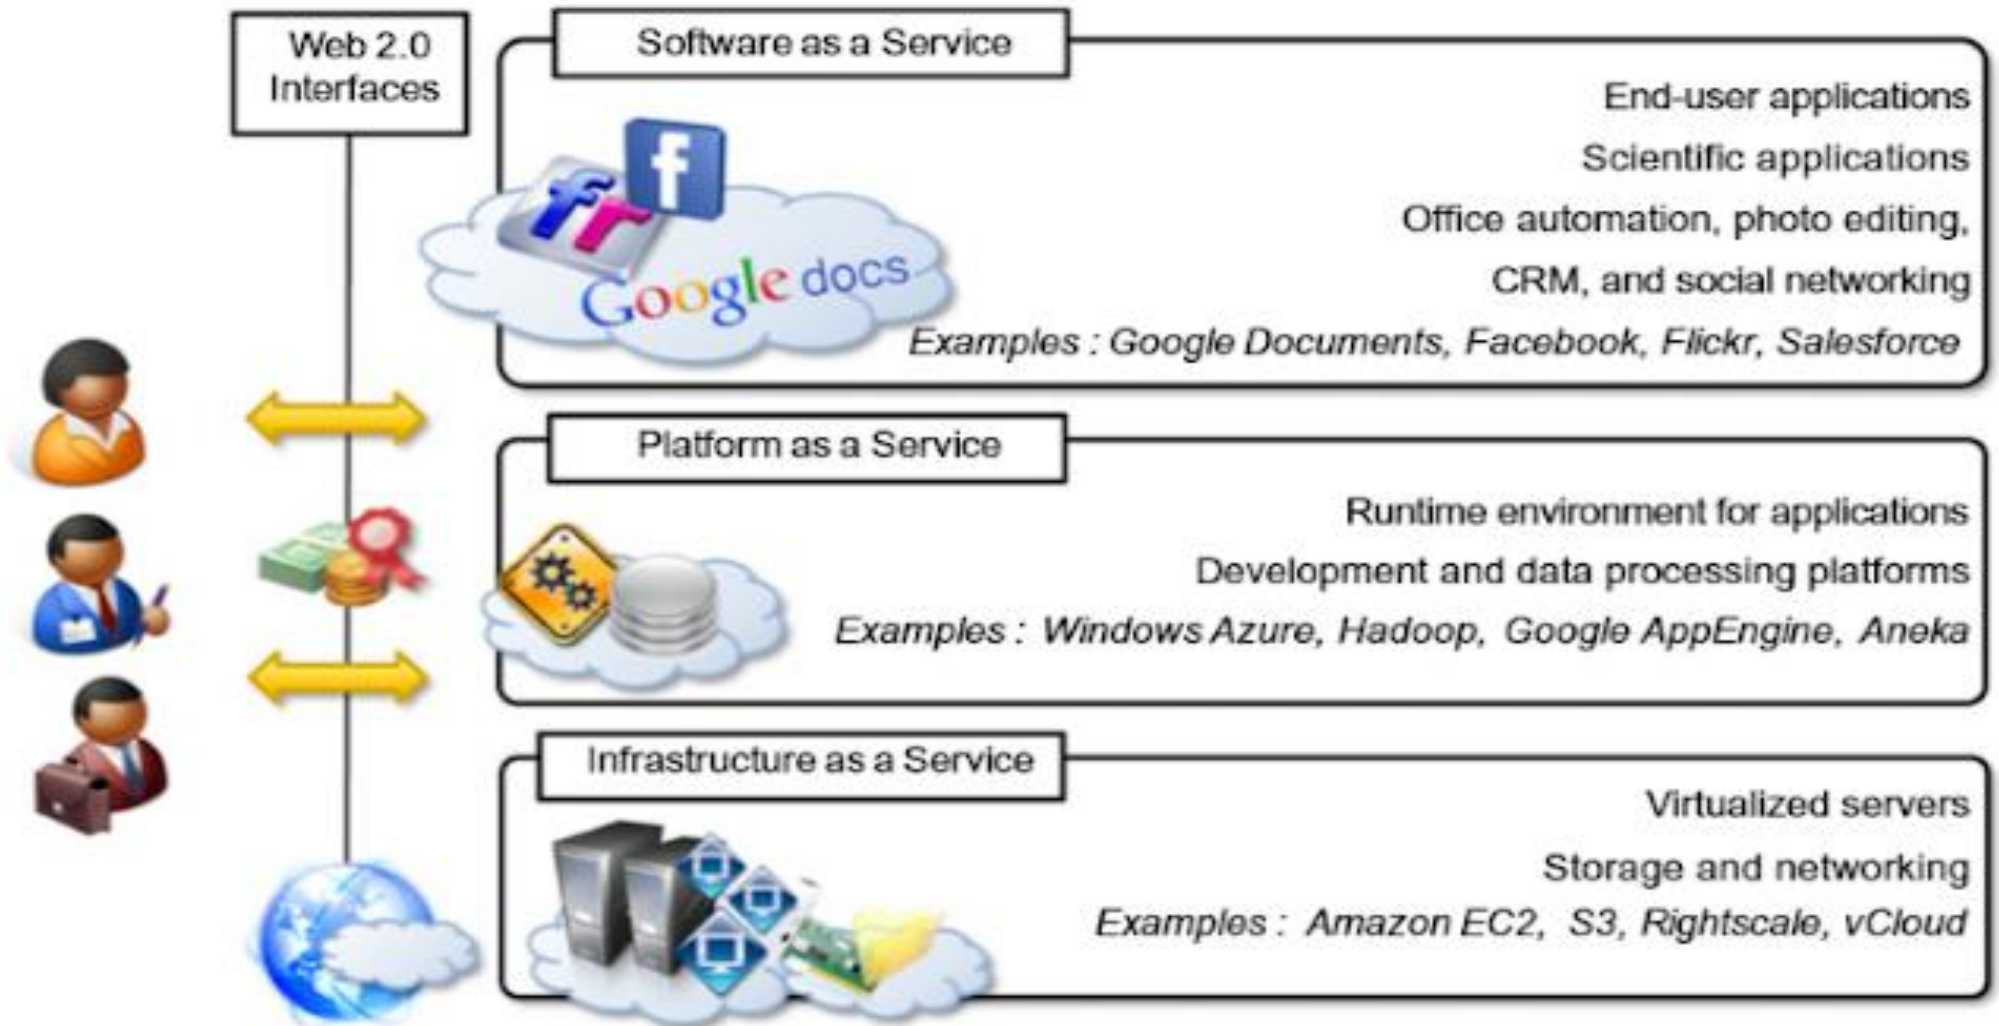 Web 2.0
Interfaces
Software as a Service
End-user applications
Scientific applications
Office automation, photo editing,
CRM, and social networking
Examples : Google Documents, Facebook, Flickr, Salesforce
f
fr
Google docs
Platform as a Service
Runtime environment for applications
Development and data processing platforms
Examples : Windows Azure, Hadoop, Google AppEngine, Aneka
Infrastructure as a Service
Virtualized servers
Storage and networking
Examples : Amazon EC2, S3, Rightscale, vCloud